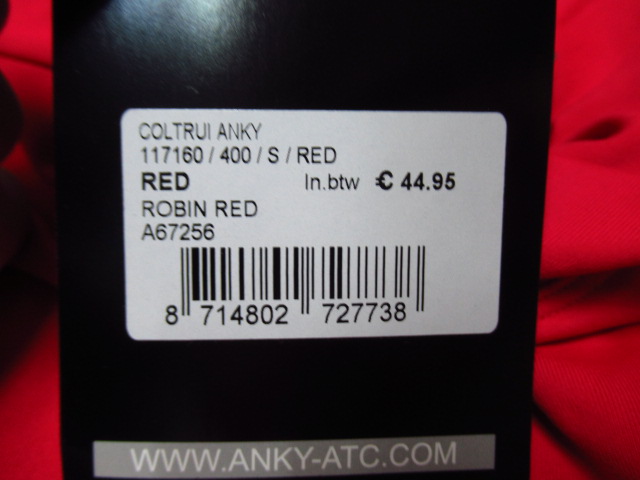 COLTRUI ANKY
117160 / 400 / S / RED
RED In.btw € 44.95
ROBIN RED
A67256
8 714802 727738
WWW.ANKY-ATC.COM